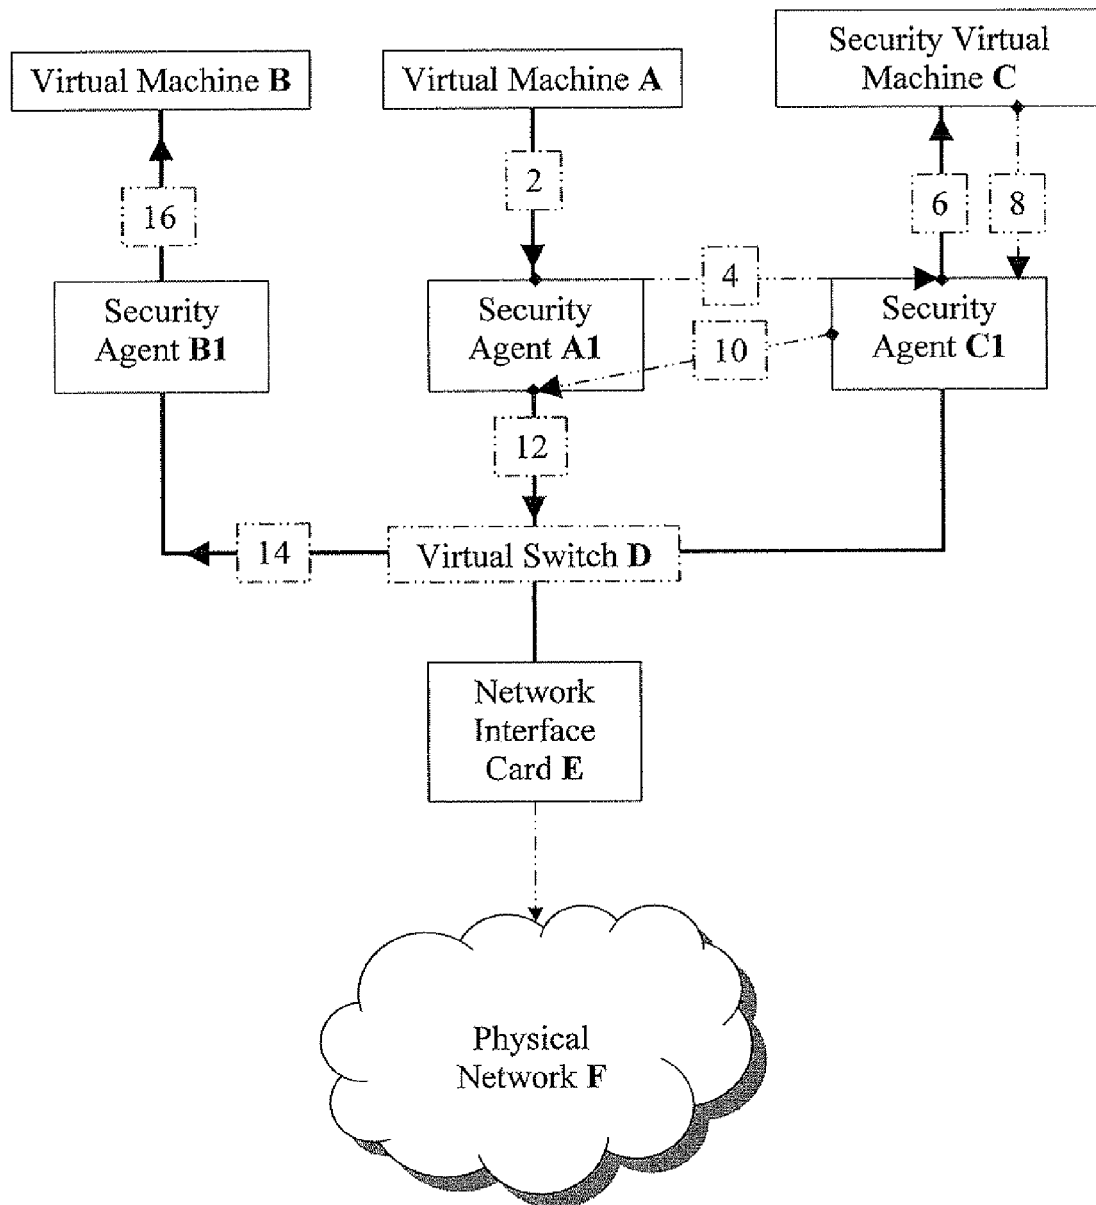 Virtual Machine B
Virtual Machine A
Security Virtual
Machine C
2
16
6
8
4
Security
Agent B1
Security
Agent A1
10
Security
Agent C1
12
14
Virtual Switch D
Network
Interface
Card E
Physical
Network F